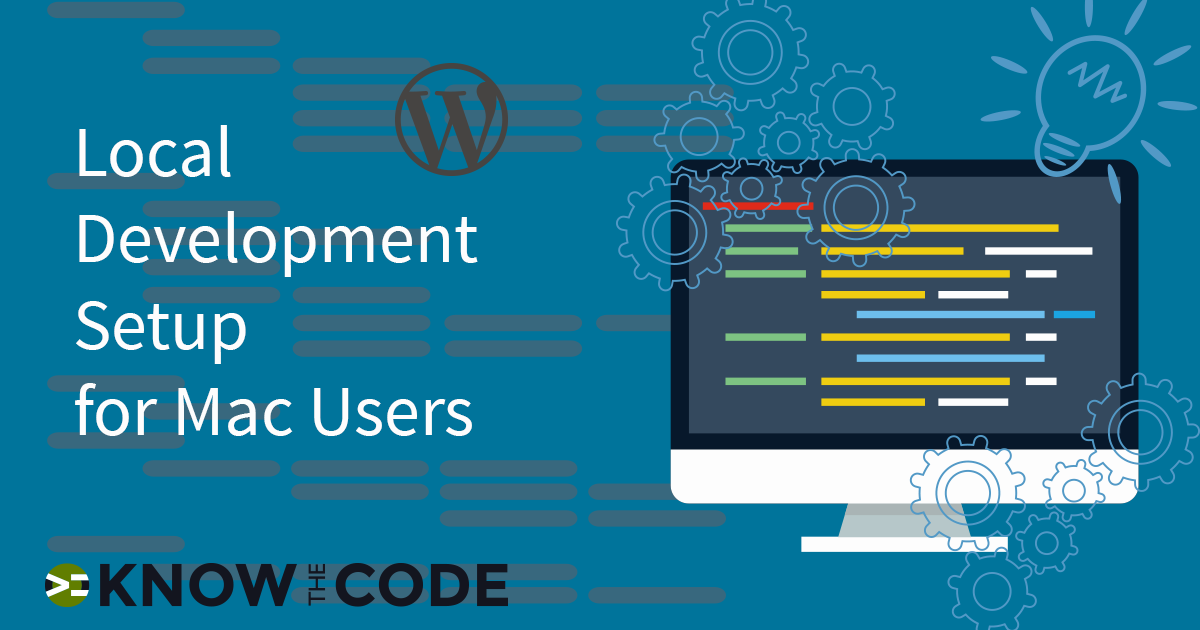 Local
Development
Setup
for Mac Users
KNOW THE CODE